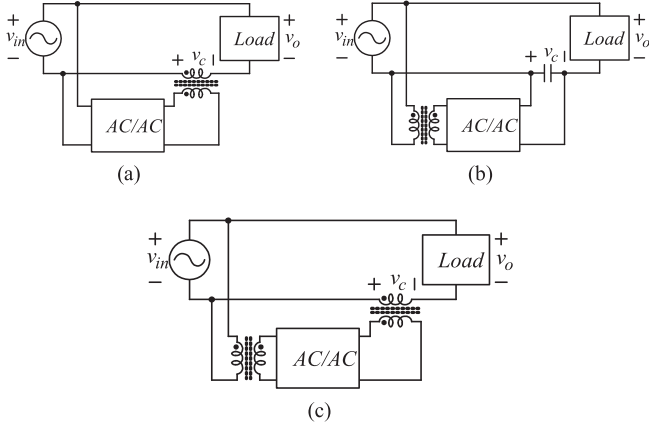 + v_in −
+ v_c −
Load
+ v_o −
AC/AC
(a)
+ v_in −
+ v_c −
Load
+ v_o −
AC/AC
(b)
+ v_in −
+ v_c −
Load
+ v_o −
AC/AC
(c)